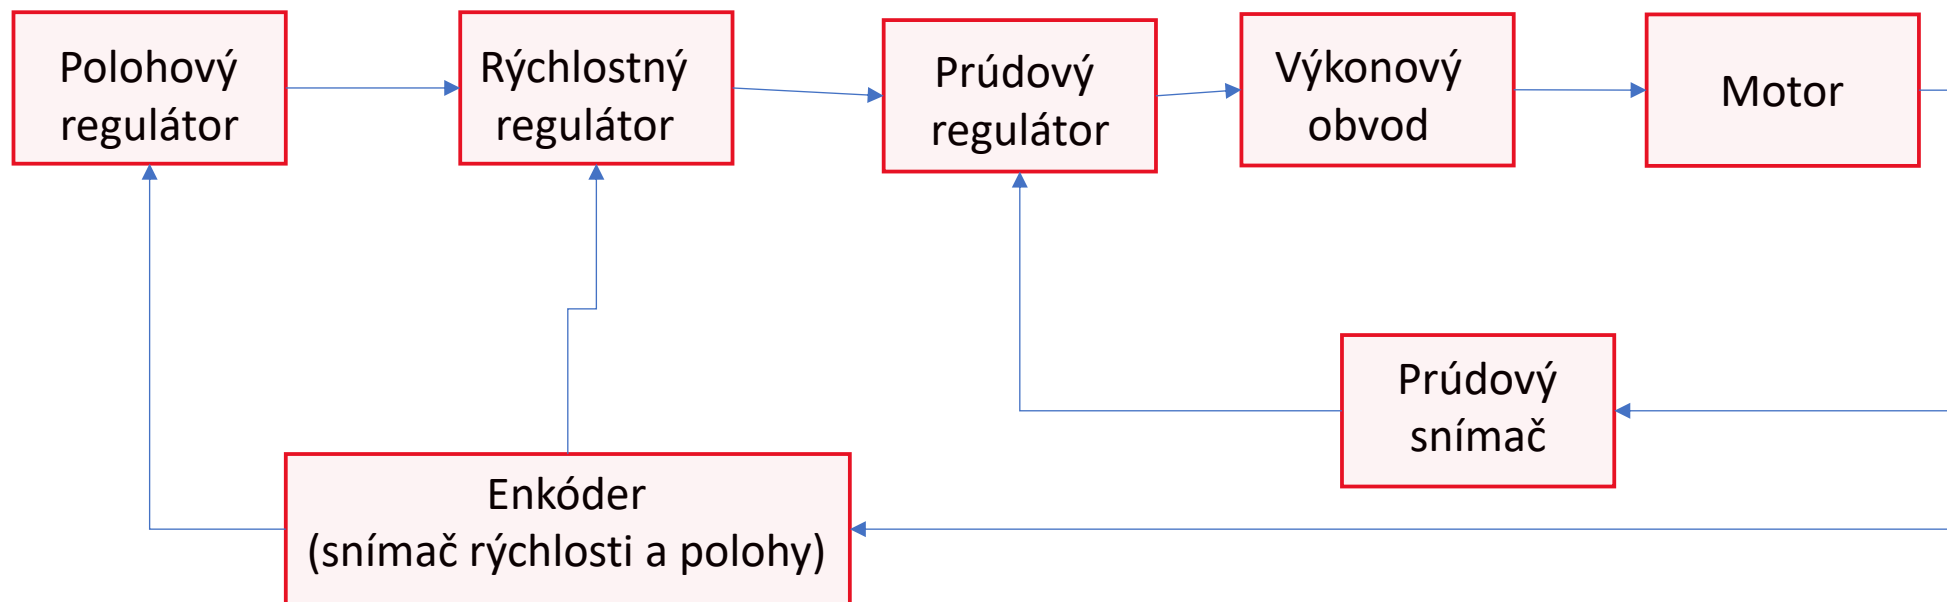 Polohový
regulátor
Rýchlostný
regulátor
Prúdový
regulátor
Výkonový
obvod
Motor
Prúdový
snímač
Enkóder
(snímač rýchlosti a polohy)